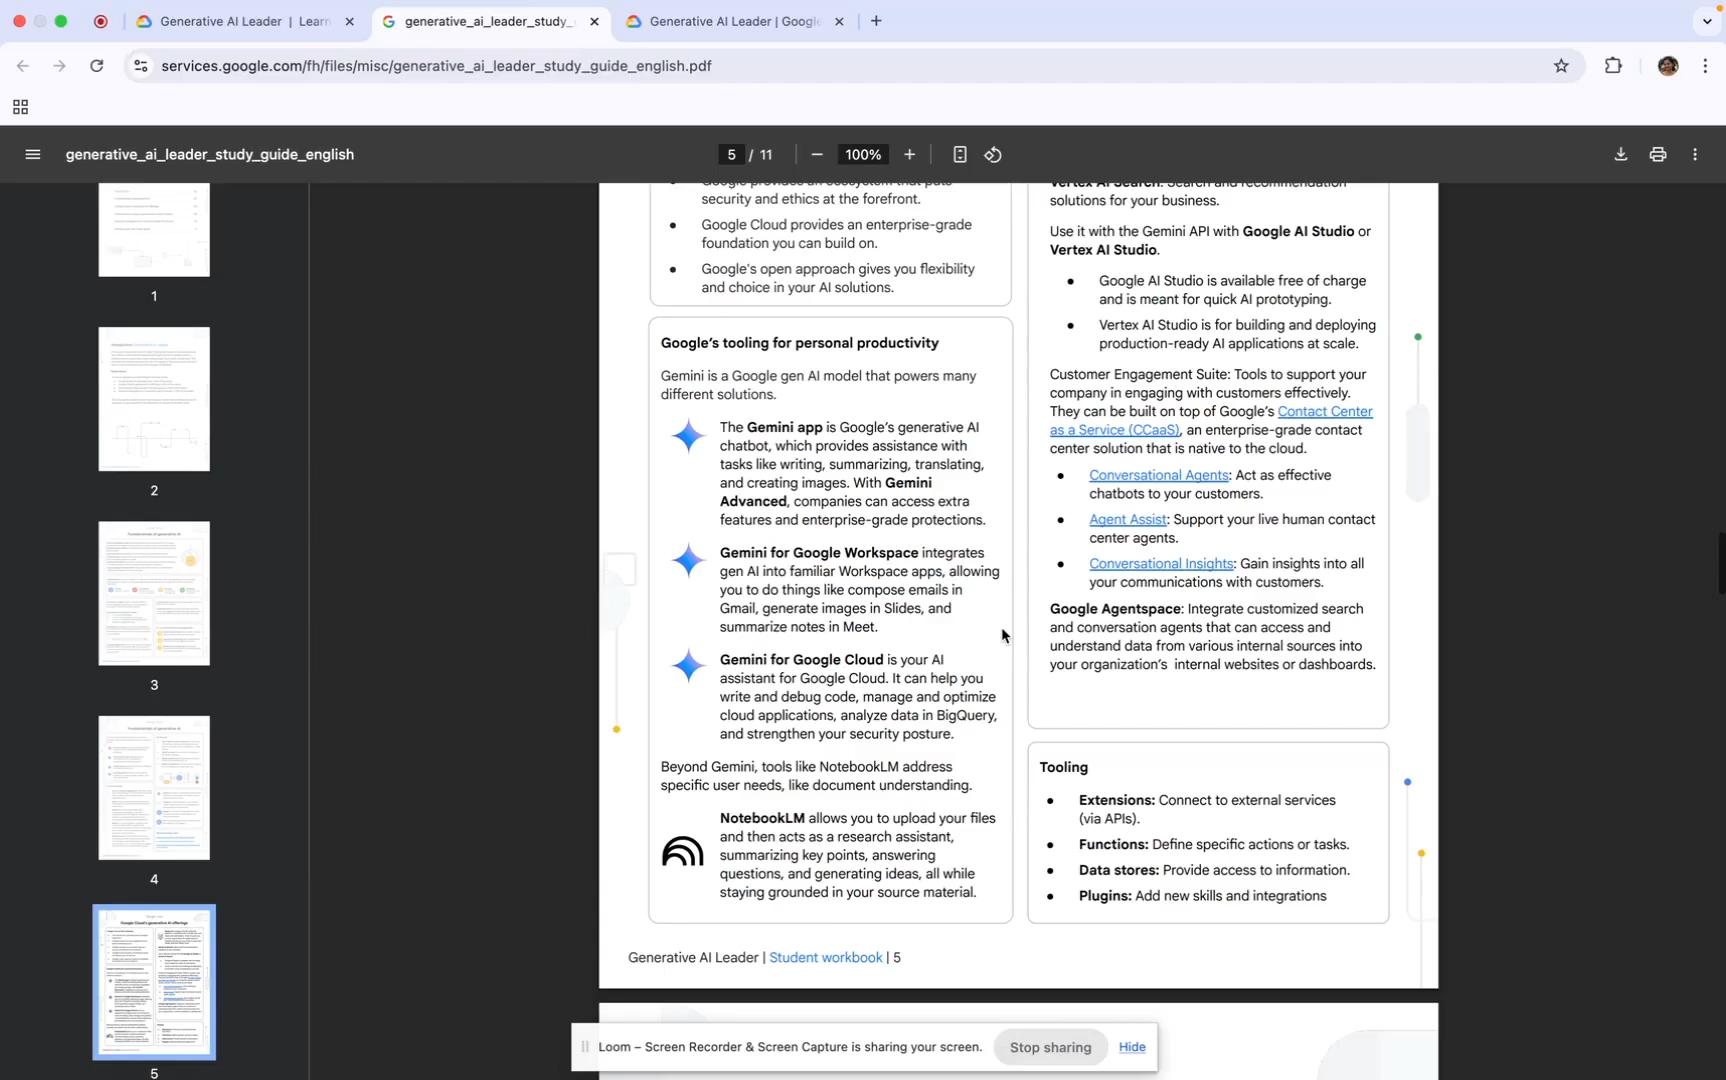 Generative AI Leader | Learn
generative_ai_leader_study_
Generative AI Leader | Google
services.google.com/fh/files/misc/generative_ai_leader_study_guide_english.pdf
generative_ai_leader_study_guide_english
5 / 11
100%
1
2
3
4
5
Google provides an ecosystem that puts
security and ethics at the forefront.
Google Cloud provides an enterprise-grade
foundation you can build on.
Google's open approach gives you flexibility
and choice in your AI solutions.
Google's tooling for personal productivity
Gemini is a Google gen AI model that powers many
different solutions.
The Gemini app is Google's generative AI
chatbot, which provides assistance with
tasks like writing, summarizing, translating,
and creating images. With Gemini
Advanced, companies can access extra
features and enterprise-grade protections.
Gemini for Google Workspace integrates
gen AI into familiar Workspace apps, allowing
you to do things like compose emails in
Gmail, generate images in Slides, and
summarize notes in Meet.
Gemini for Google Cloud is your AI
assistant for Google Cloud. It can help you
write and debug code, manage and optimize
cloud applications, analyze data in BigQuery,
and strengthen your security posture.
Beyond Gemini, tools like NotebookLM address
specific user needs, like document understanding.
NotebookLM allows you to upload your files
and then acts as a research assistant,
summarizing key points, answering
questions, and generating ideas, all while
staying grounded in your source material.
Vertex AI Search: Search and recommendation
solutions for your business.
Use it with the Gemini API with Google AI Studio or
Vertex AI Studio.
Google AI Studio is available free of charge
and is meant for quick AI prototyping.
Vertex AI Studio is for building and deploying
production-ready AI applications at scale.
Customer Engagement Suite: Tools to support your
company in engaging with customers effectively.
They can be built on top of Google's Contact Center
as a Service (CCaaS), an enterprise-grade contact
center solution that is native to the cloud.
Conversational Agents: Act as effective
chatbots to your customers.
Agent Assist: Support your live human contact
center agents.
Conversational Insights: Gain insights into all
your communications with customers.
Google Agentspace: Integrate customized search
and conversation agents that can access and
understand data from various internal sources into
your organization's internal websites or dashboards.
Tooling
Extensions: Connect to external services
(via APIs).
Functions: Define specific actions or tasks.
Data stores: Provide access to information.
Plugins: Add new skills and integrations
Generative AI Leader | Student workbook | 5
Loom – Screen Recorder & Screen Capture is sharing your screen.
Stop sharing
Hide